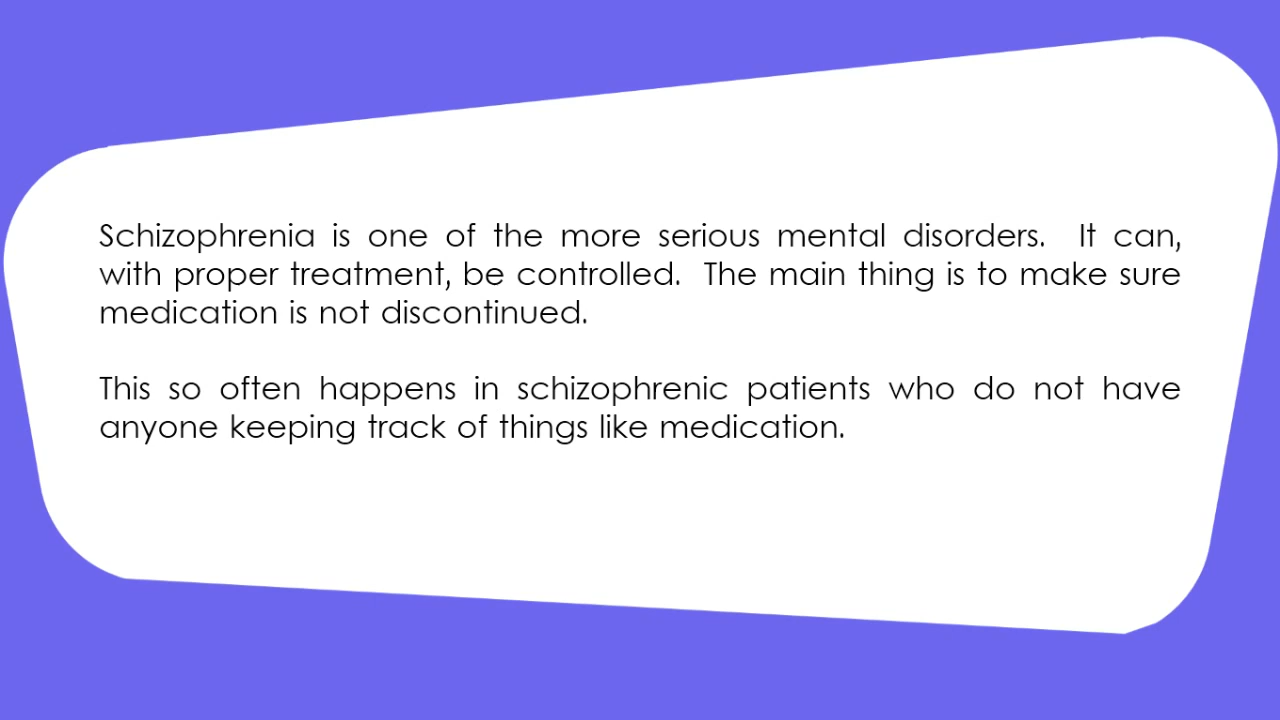 Schizophrenia is one of the more serious mental disorders.  It can,
with proper treatment, be controlled.  The main thing is to make sure
medication is not discontinued.
This so often happens in schizophrenic patients who do not have
anyone keeping track of things like medication.